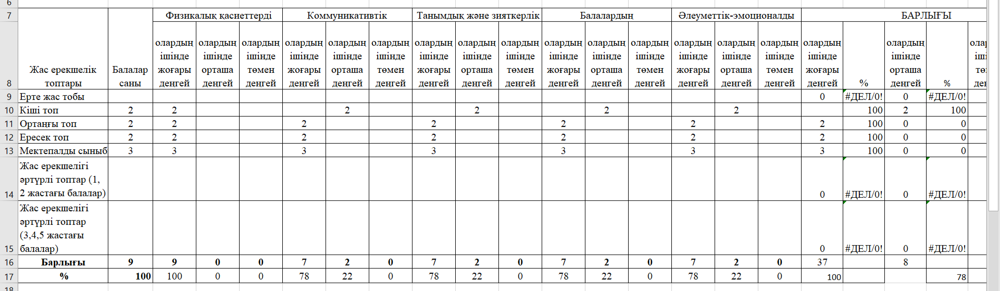 6
7 Физикалық қасиеттерді Коммуникативтік Танымдық және зияткерлік Балалардың Әлеуметтік-эмоционалды БАРЛЫҒЫ
олардың олардың олардың олардың олардың олардың олардың олардың олардың олардың олардың олардың олардың олардың олардың олардың олардың
ішінде ішінде ішінде ішінде ішінде ішінде ішінде ішінде ішінде ішінде ішінде ішінде ішінде ішінде ішінде ішінде ішінде
Жас ерекшелік Балалар жоғары орташа төмен жоғары орташа төмен жоғары орташа төмен жоғары орташа төмен жоғары орташа төмен жоғары орташа
8 топтары саны деңгей деңгей деңгей деңгей деңгей деңгей деңгей деңгей деңгей деңгей деңгей деңгей деңгей деңгей деңгей деңгей % деңгей %
9 Ерте жас тобы 0 #ДЕЛ/0! 0 #ДЕЛ/0!
10 Кіші топ 2 2 2 2 2 2 100 2 100
11 Ортаңғы топ 2 2 2 2 2 2 2 100 0 0
12 Ересек топ 2 2 2 2 2 2 2 100 0 0
13 Мектепалды сыныб 3 3 3 3 3 3 3 100 0 0
Жас ерекшелігі
әртүрлі топтар (1,
14 2 жастағы балалар) 0 #ДЕЛ/0! 0 #ДЕЛ/0!
Жас ерекшелігі
әртүрлі топтар
(3,4,5 жастағы
15 балалар) 0 #ДЕЛ/0! 0 #ДЕЛ/0!
16 Барлығы 9 9 0 0 7 2 0 7 2 0 7 2 0 7 2 0 37 8
17 % 100 100 0 0 78 22 0 78 22 0 78 22 0 78 22 0 100 78
18